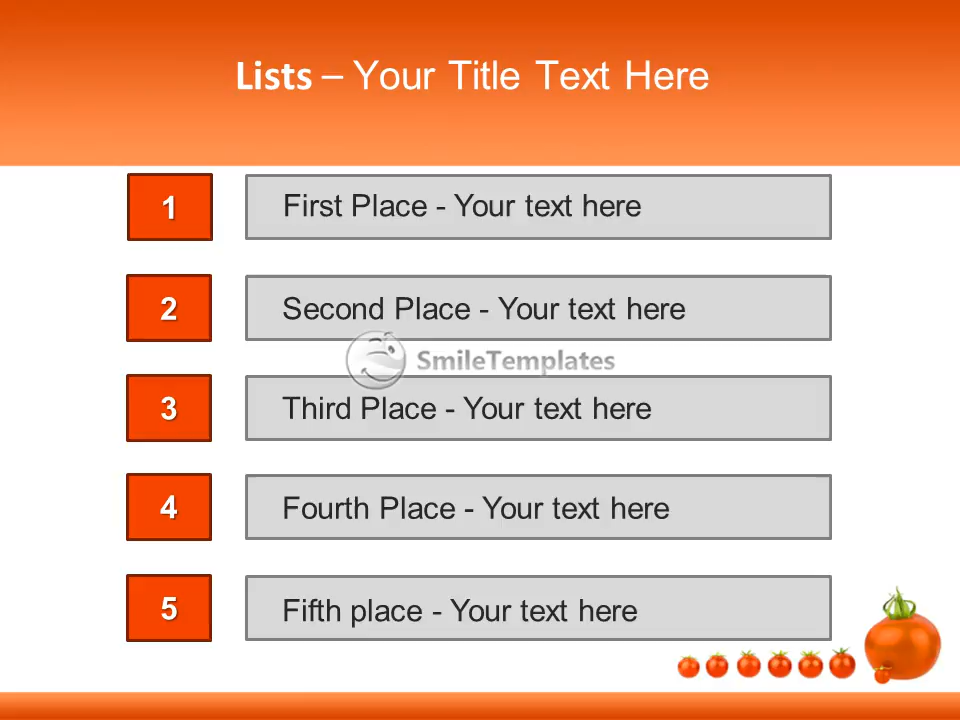 Lists – Your Title Text Here
1 First Place - Your text here
2 Second Place - Your text here
SmileTemplates
3 Third Place - Your text here
4 Fourth Place - Your text here
5 Fifth place - Your text here